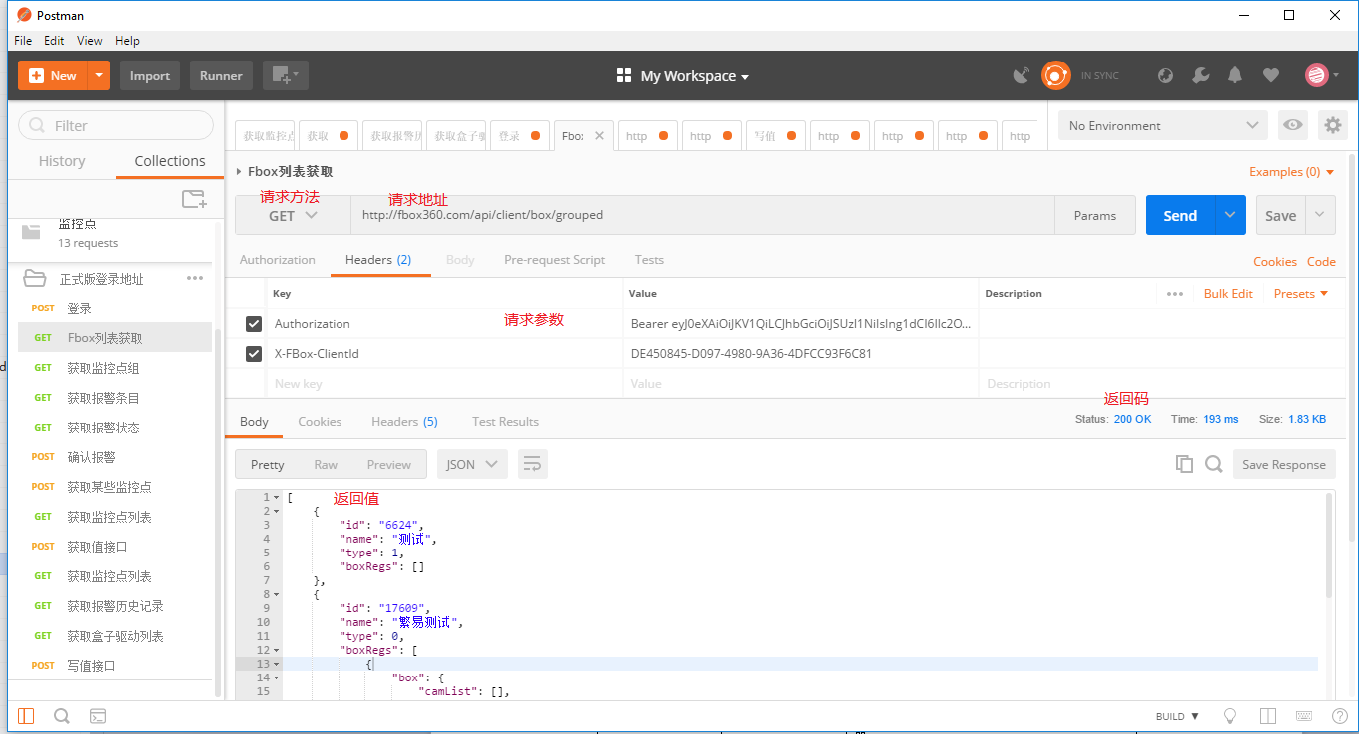 Postman
File Edit View Help
New Import Runner My Workspace IN SYNC
Filter
History Collections
监控点
13 requests
正式版登录地址
POST 登录
GET Fbox列表获取
GET 获取监控点组
GET 获取报警条目
GET 获取报警状态
POST 确认报警
POST 获取某些监控点
GET 获取监控点列表
POST 获取值接口
GET 获取监控点列表
GET 获取报警历史记录
GET 获取盒子驱动列表
POST 写值接口
获取监控点 获取 获取报警历 获取盒子驱 登录 Fbo: http http 写值 http http http http
No Environment
Fbox列表获取
Examples (0)
请求方法 请求地址
GET http://fbox360.com/api/client/box/grouped Params Send Save
Authorization Headers (2) Body Pre-request Script Tests Cookies Code
Key Value Description Bulk Edit Presets
请求参数
Authorization Bearer eyJ0eXAiOiJKV1QiLCJhbGciOiJSUzI1NiIsIng1dCI6Ilc2O...
X-FBox-ClientId DE450845-D097-4980-9A36-4DFCC93F6C81
New key Value Description
返回码
Body Cookies Headers (5) Test Results Status: 200 OK Time: 193 ms Size: 1.83 KB
Pretty Raw Preview JSON Save Response
返回值
1 [
2 {
3 "id": "6624",
4 "name": "测试",
5 "type": 1,
6 "boxRegs": []
7 },
8 {
9 "id": "17609",
10 "name": "繁易测试",
11 "type": 0,
12 "boxRegs": [
13 {
14 "box": {
15 "camList": [],
BUILD